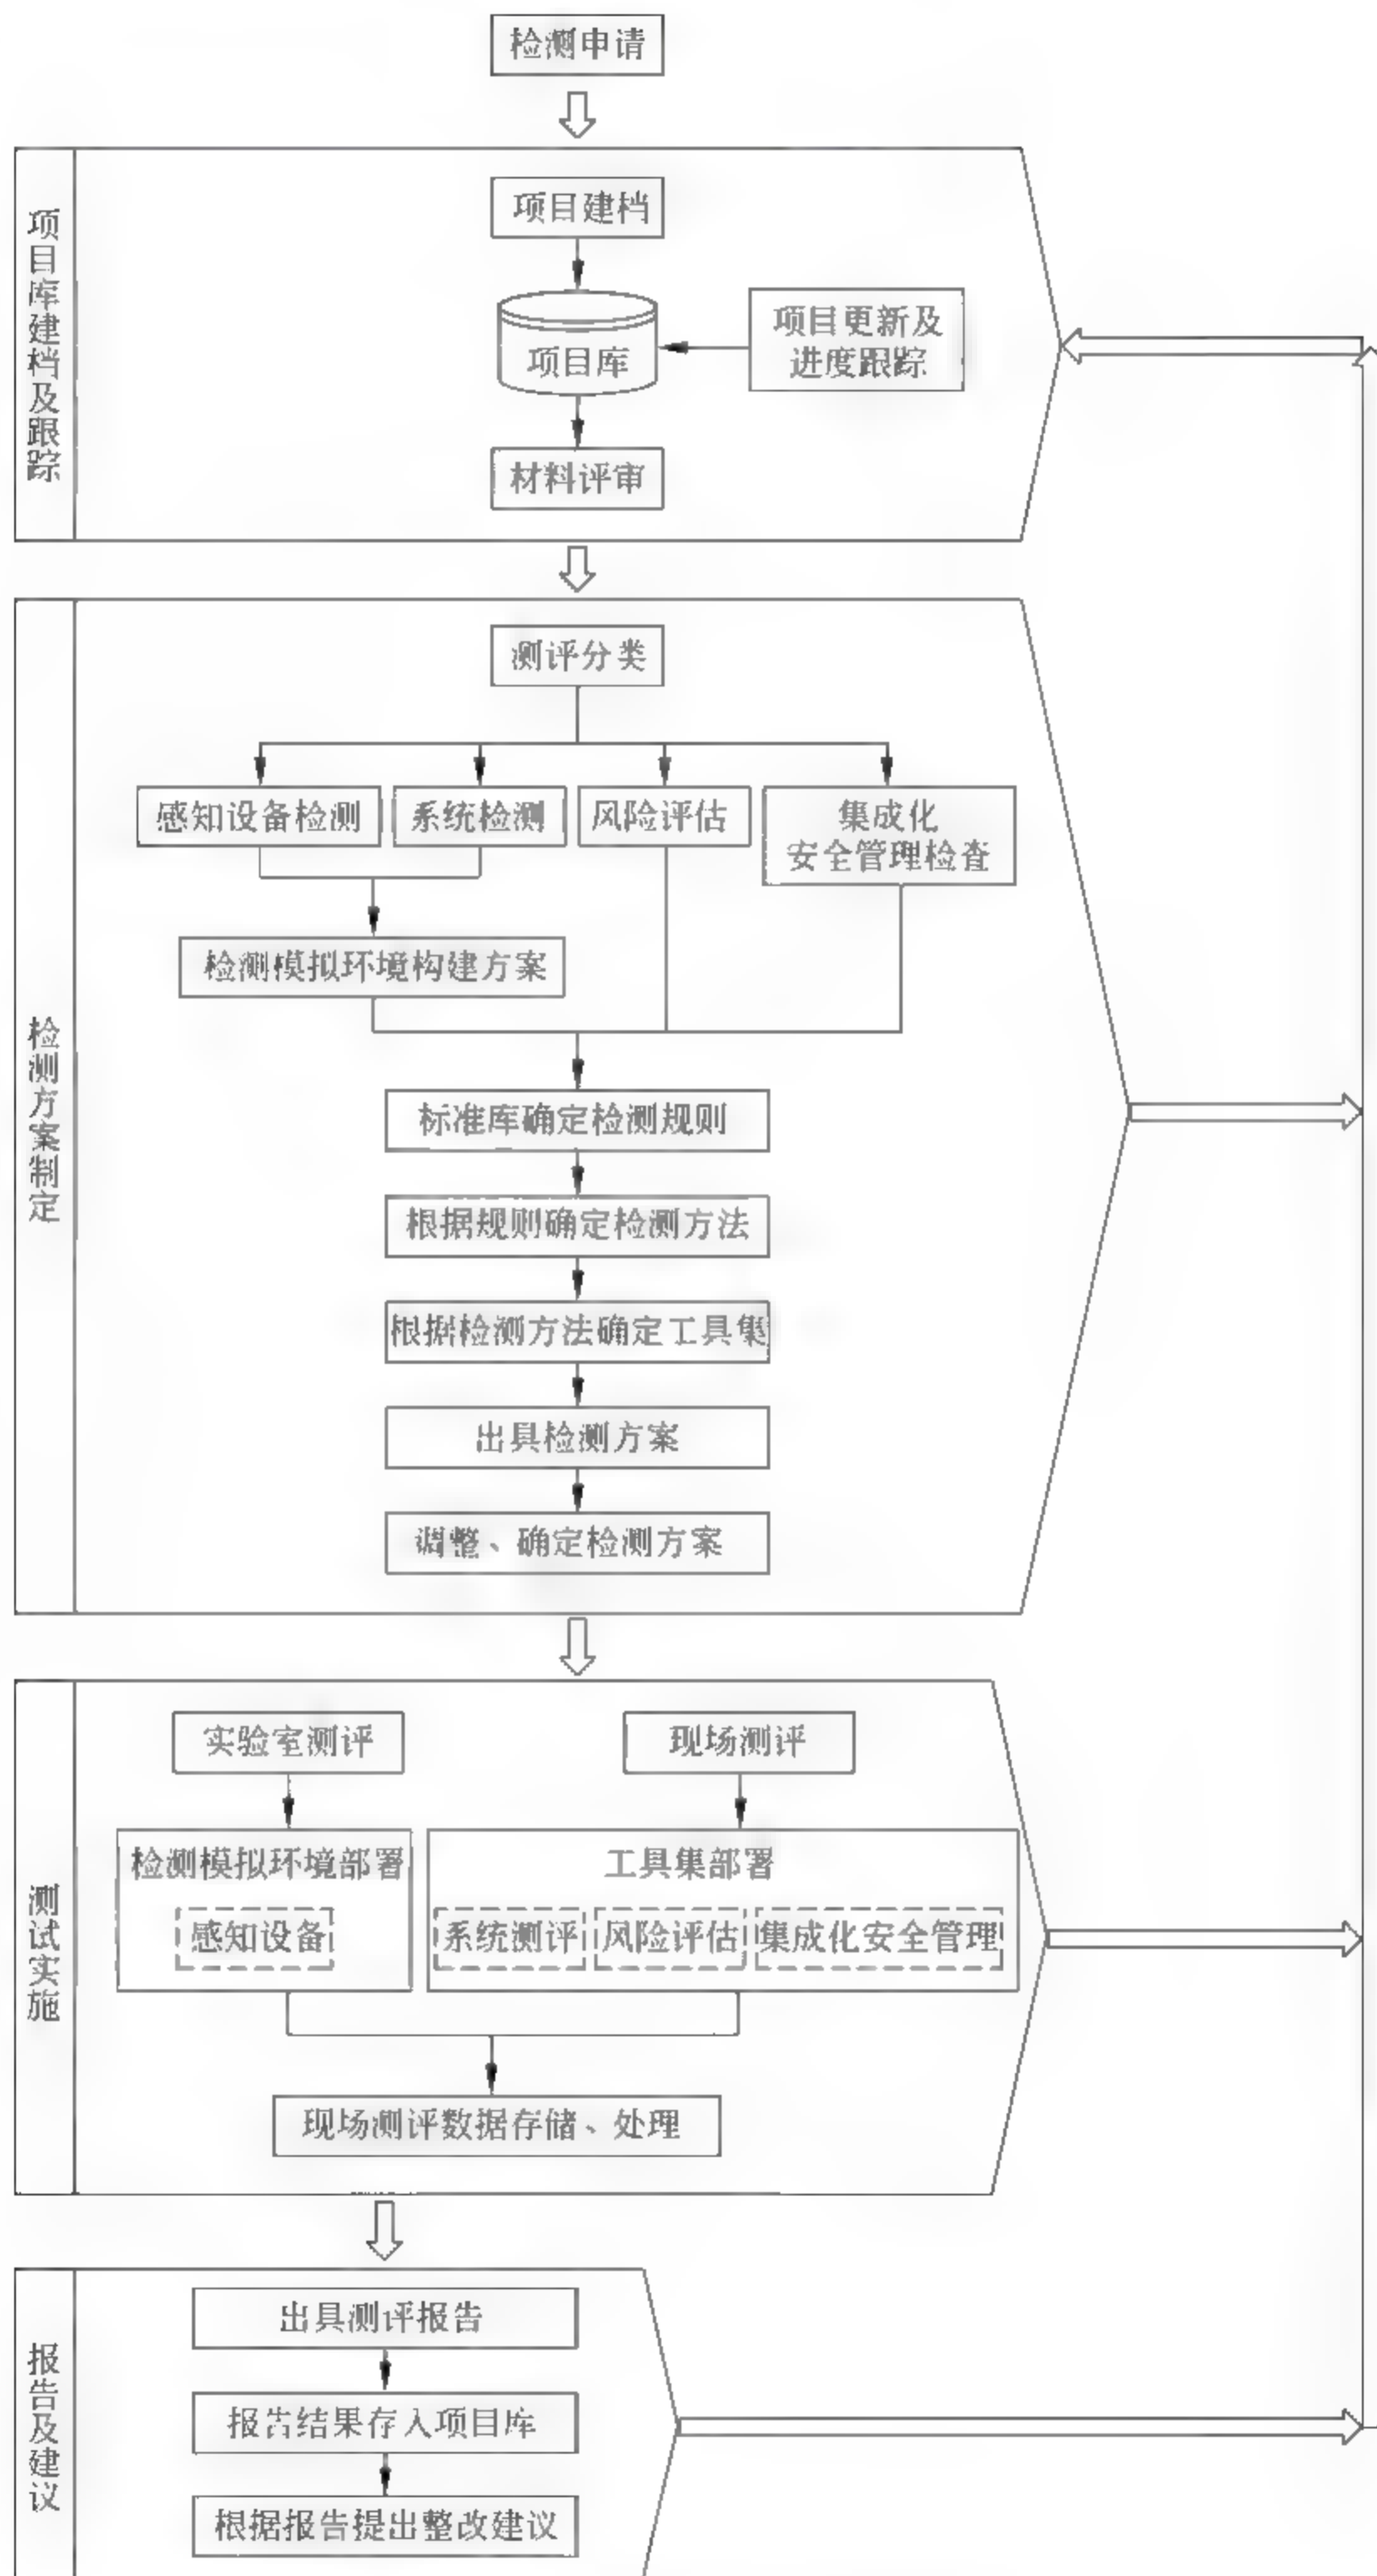 检测申请
项目库建档及跟踪
项目建档
项目库
项目更新及
进度跟踪
材料评审
检测方案制定
测评分类
感知设备检测
系统检测
风险评估
集成化
安全管理检查
检测模拟环境构建方案
标准库确定检测规则
根据规则确定检测方法
根据检测方法确定工具集
出具检测方案
调整、确定检测方案
测试实施
实验室测评
现场测评
检测模拟环境部署
感知设备
工具集部署
系统测评
风险评估
集成化安全管理
现场测评数据存储、处理
报告及建议
出具测评报告
报告结果存入项目库
根据报告提出整改建议